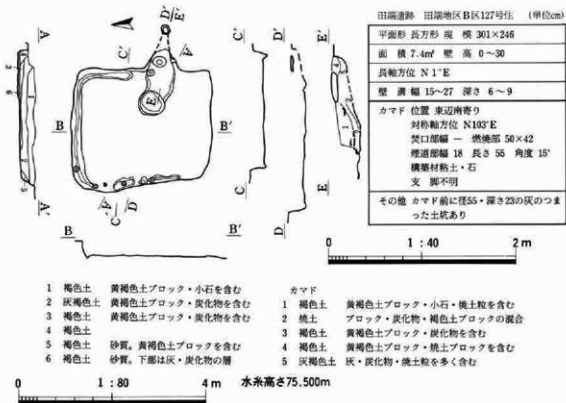 田端遺跡 田端地区B区127号住 (単位cm)
平面形 長方形 規模 301×246
面積 7.4㎡ 壁高 0~30
長軸方位 N1°E
壁溝幅 15~27 深さ 6~9
カマド 位置 東辺南寄り
対称軸方位 N103°E
焚口部幅 ー 燃焼部 50×42
煙道部幅 18 長さ 55 角度 15°
構築材粘土・石
支脚不明
その他 カマド前に径55・深さ23の灰のつまった土坑あり
D' E'
C'
A'
B
B'
E
A'
C
D
A'
A
C'
C
D'
D
E'
E
B
B'
0 1:40 2m
1 褐色土 黄褐色土ブロック・小石を含む
2 灰褐色土 黄褐色土ブロック・炭化物を含む
3 褐色土 黄褐色土ブロック・炭化物を含む
4 褐色土
5 褐色土 砂質。黄褐色土ブロックを含む
6 褐色土 砂質。下部は灰・炭化物の層
カマド
1 褐色土 黄褐色土ブロック・小石・焼土粒を含む
2 焼土 ブロック・炭化物・褐色土ブロックの混合
3 褐色土 黄褐色土ブロック・炭化物を含む
4 褐色土 黄褐色土ブロック・焼土ブロックを含む
5 灰褐色土 灰・炭化物・焼土粒を多く含む
0 1:80 4m 水糸高さ75.500m